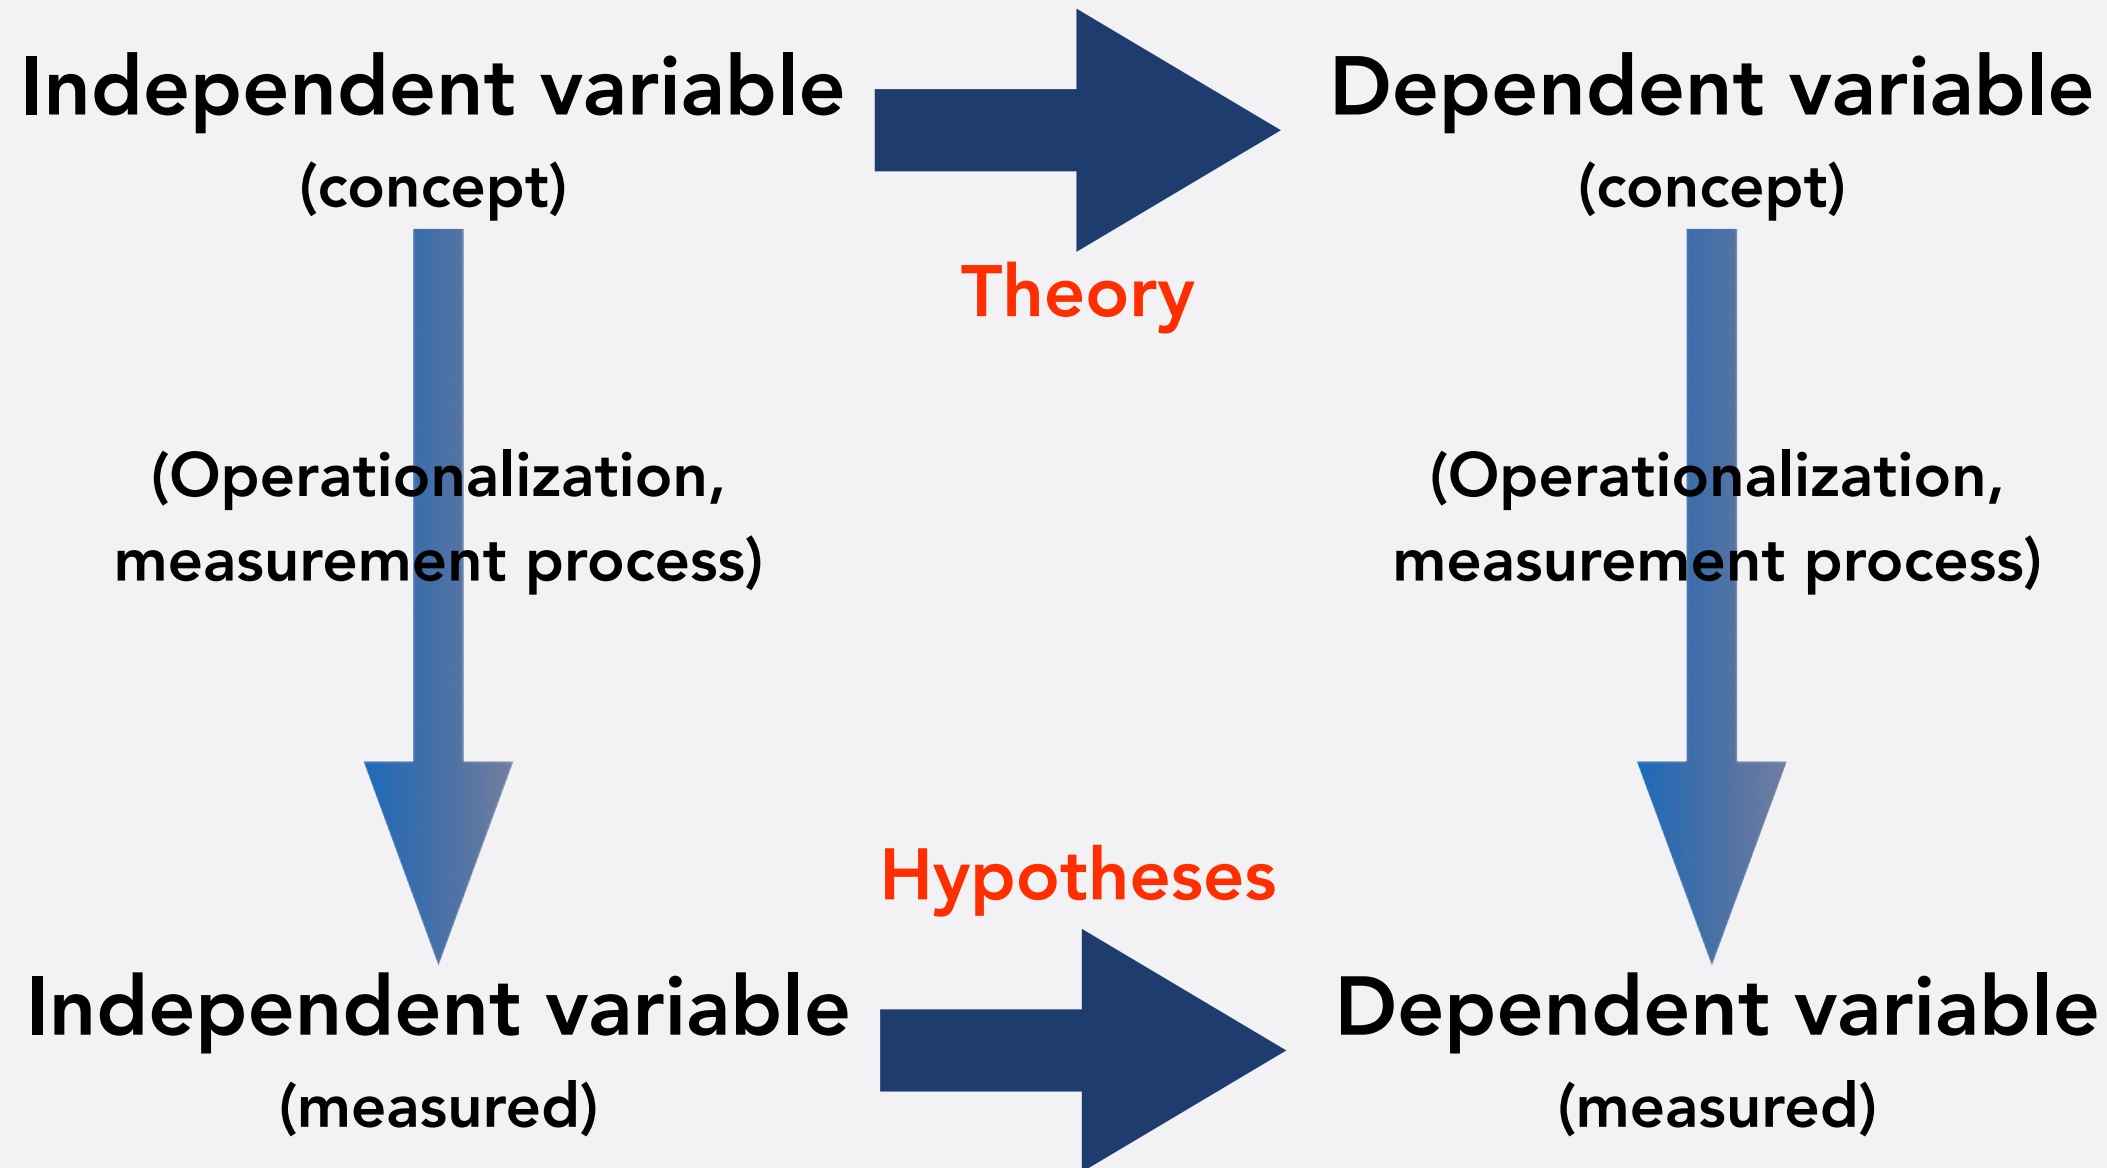 Independent variable
(concept)
Dependent variable
(concept)
Theory
(Operationalization,
measurement process)
(Operationalization,
measurement process)
Hypotheses
Independent variable
(measured)
Dependent variable
(measured)